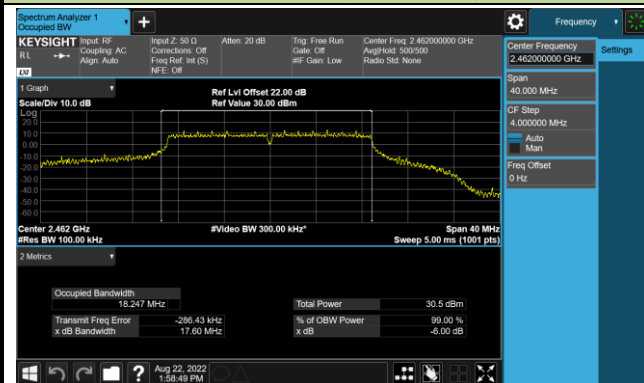 Spectrum Analyzer 1
Occupied BW
Frequency
KEYSIGHT
Input: RF
Coupling: AC
Align: Auto
Input Z: 50 Ω
Corrections: Off
Freq Ref: Int (S)
NFE: Off
Atten: 20 dB
Trig: Free Run
Gate: Off
#IF Gain: Low
Center Freq: 2.462000000 GHz
Avg|Hold: 500/500
Radio Std: None
RL
LXI
Center Frequency
2.462000000 GHz
Settings
Span
40.000 MHz
CF Step
4.000000 MHz
Auto
Man
Freq Offset
0 Hz
1 Graph
Scale/Div 10.0 dB
Ref Lvl Offset 22.00 dB
Ref Value 30.00 dBm
Log
20.0
10.0
0.00
-10.0
-20.0
-30.0
-40.0
-50.0
-60.0
Center 2.462 GHz
#Res BW 100.00 kHz
#Video BW 300.00 kHz*
Span 40 MHz
Sweep 5.00 ms (1001 pts)
2 Metrics
Occupied Bandwidth
18.247 MHz
Total Power 30.5 dBm
Transmit Freq Error -286.43 kHz
% of OBW Power 99.00 %
x dB Bandwidth 17.60 MHz
x dB -6.00 dB
Aug 22, 2022
1:58:49 PM